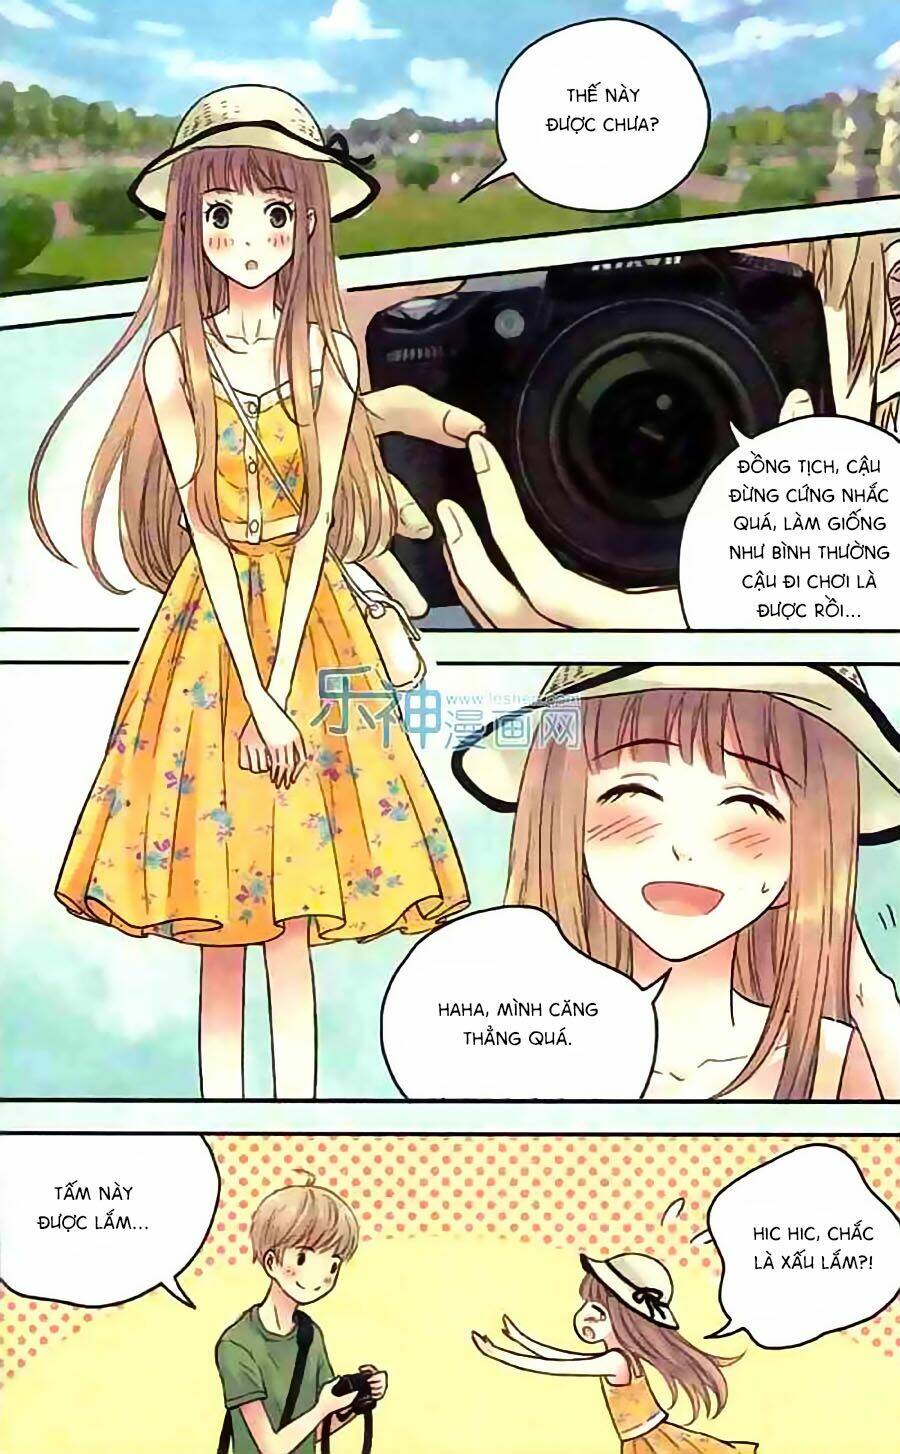 THẾ NÀY
ĐƯỢC CHƯA?
ĐỒNG TỊCH, CẬU
ĐỪNG CỨNG NHẮC
QUÁ, LÀM GIỐNG
NHƯ BÌNH THƯỜNG
CẬU ĐI CHƠI LÀ
ĐƯỢC RỒI...
乐神漫画网
HAHA, MÌNH CĂNG
THẲNG QUÁ.
TẤM NÀY
ĐƯỢC LẮM...
HIC HIC, CHẮC
LÀ XẤU LẮM?!